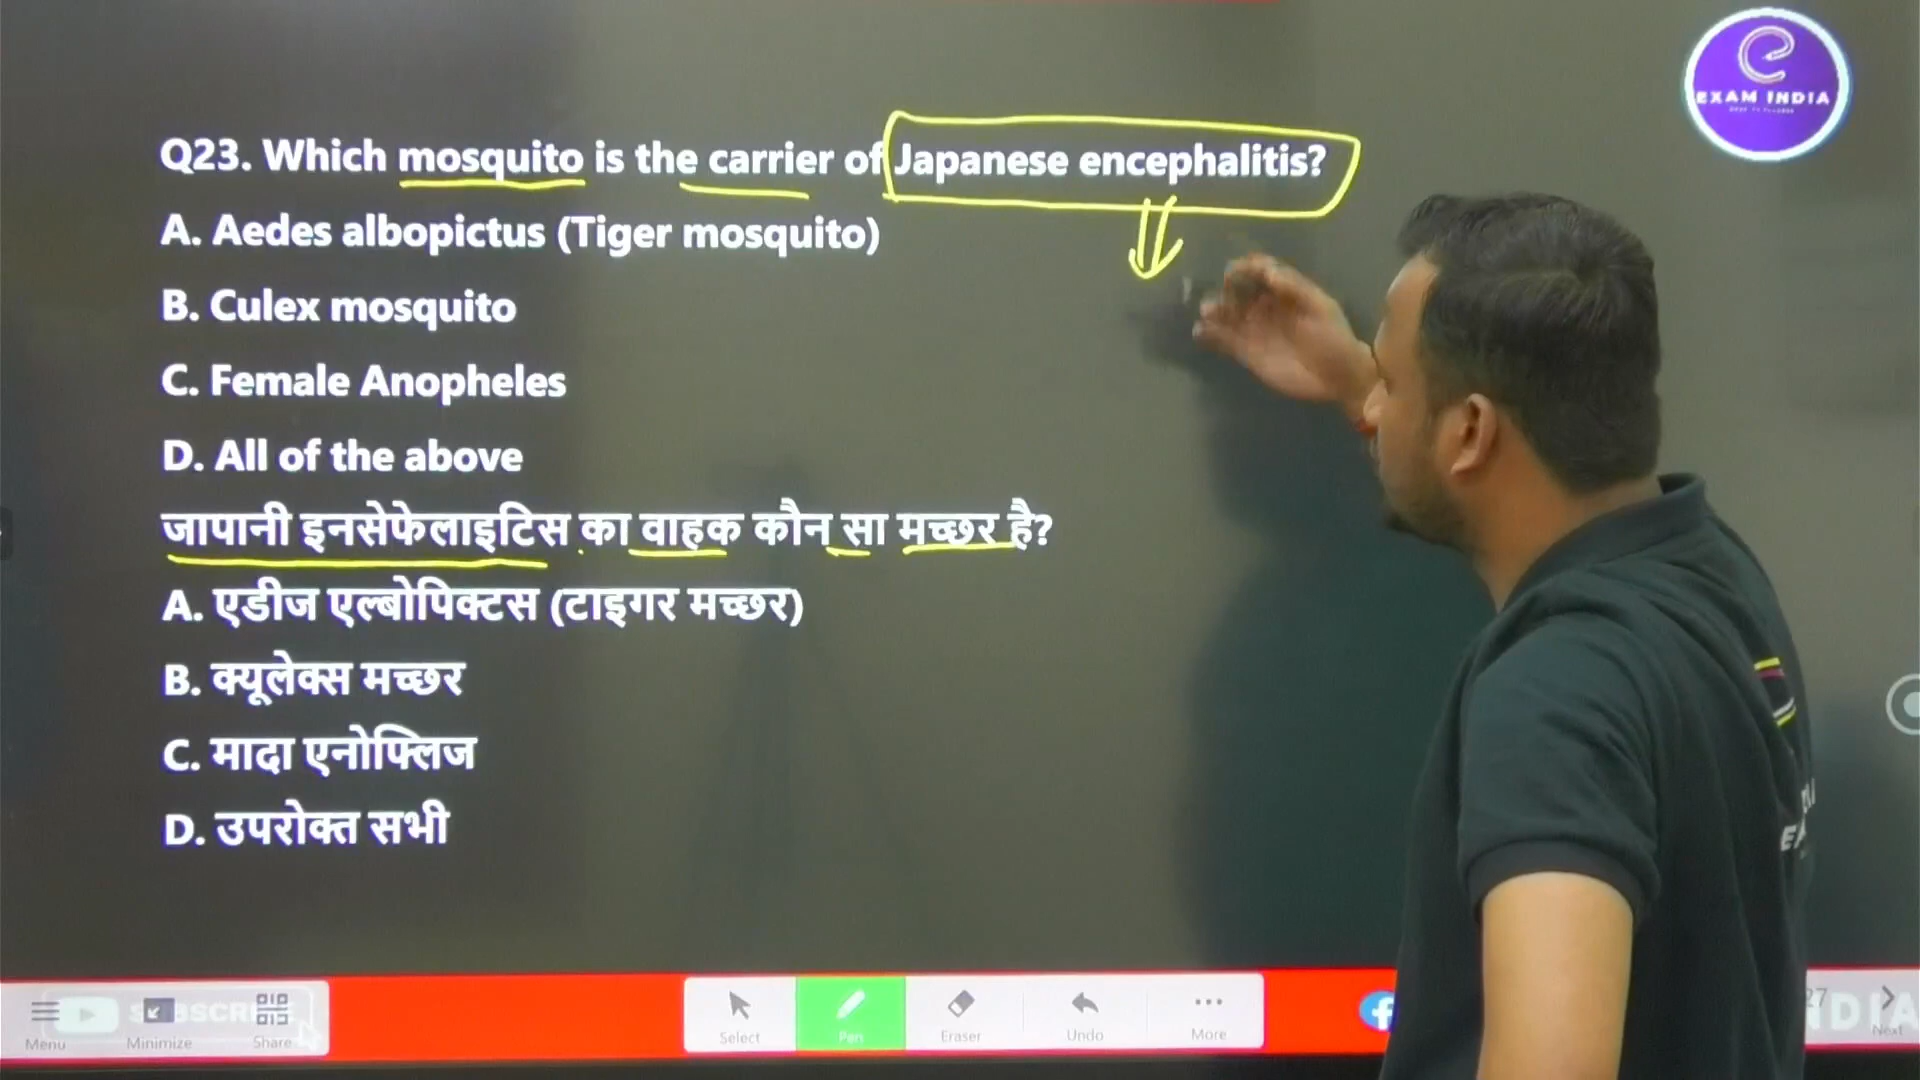 EXAM INDIA
Q23. Which mosquito is the carrier of Japanese encephalitis?
A. Aedes albopictus (Tiger mosquito)
B. Culex mosquito
C. Female Anopheles
D. All of the above
जापानी इनसेफेलाइटिस का वाहक कौन सा मच्छर है?
A. एडीज एल्बोपिक्टस (टाइगर मच्छर)
B. क्यूलेक्स मच्छर
C. मादा एनोफ्लिज
D. उपरोक्त सभी
Menu Minimize Share Select Pen Eraser Undo More 27 Next